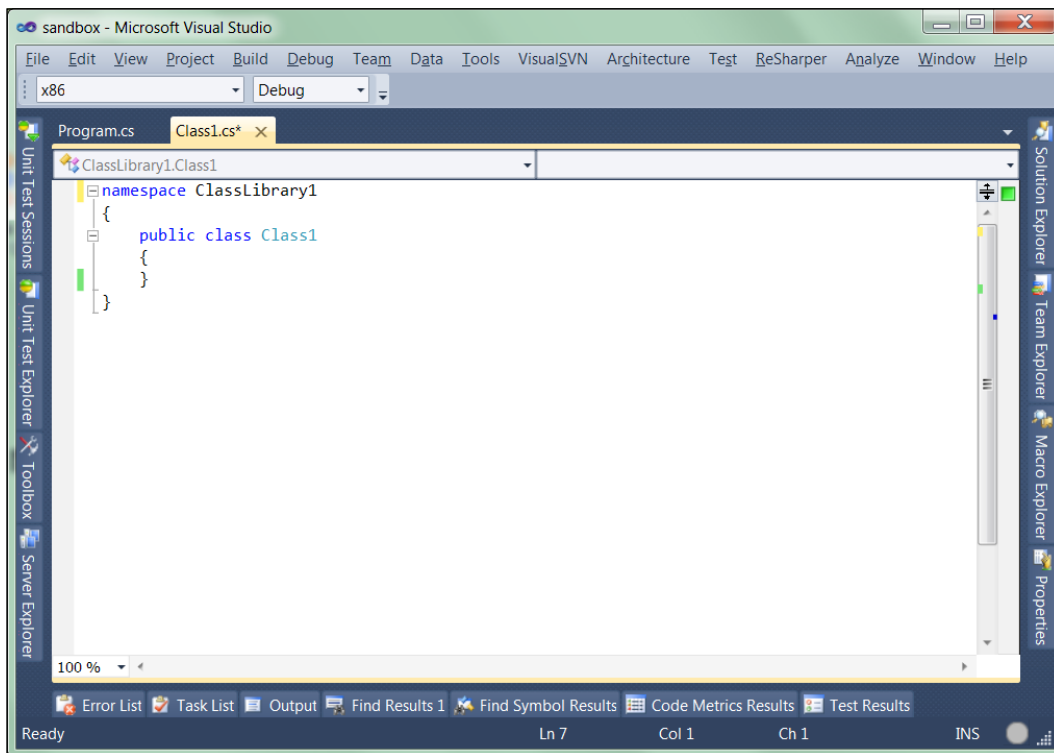 sandbox - Microsoft Visual Studio
File Edit View Project Build Debug Team Data Tools VisualSVN Architecture Test ReSharper Analyze Window Help
x86 Debug
Program.cs Class1.cs*
ClassLibrary1.Class1
namespace ClassLibrary1
{
public class Class1
{
}
}
100 %
Unit Test Sessions
Unit Test Explorer
Toolbox
Server Explorer
Solution Explorer
Team Explorer
Macro Explorer
Properties
Error List Task List Output Find Results 1 Find Symbol Results Code Metrics Results Test Results
Ready Ln 7 Col 1 Ch 1 INS